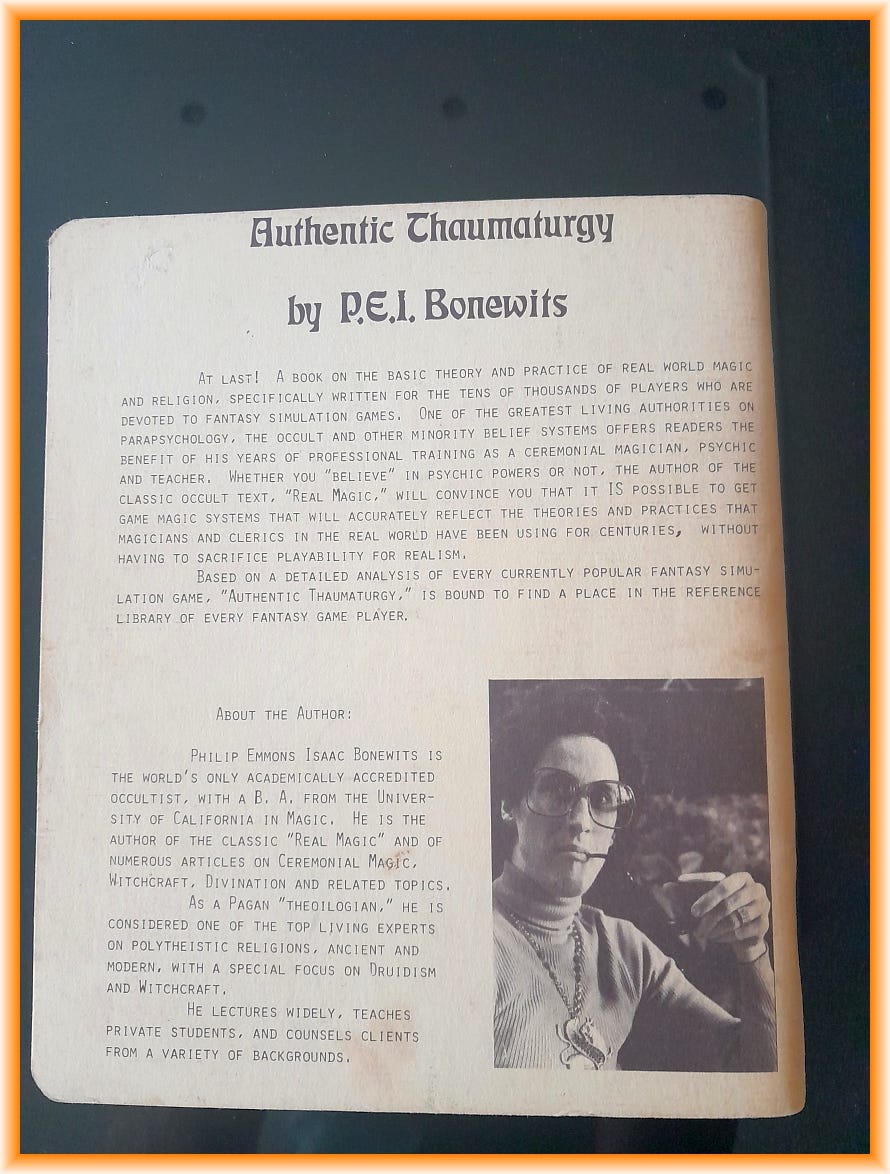 Authentic Thaumaturgy
by P.E.I. Bonewits
At last! A book on the basic theory and practice of real world magic
and religion, specifically written for the tens of thousands of players who are
devoted to fantasy simulation games. One of the greatest living authorities on
parapsychology, the occult and other minority belief systems offers readers the
benefit of his years of professional training as a ceremonial magician, psychic
and teacher. Whether you "believe" in psychic powers or not, the author of the
classic occult text, "Real Magic," will convince you that it IS possible to get
game magic systems that will accurately reflect the theories and practices that
magicians and clerics in the real world have been using for centuries, without
having to sacrifice playability for realism.
Based on a detailed analysis of every currently popular fantasy simu-
lation game, "Authentic Thaumaturgy," is bound to find a place in the reference
library of every fantasy game player.
About the Author:
Philip Emmons Isaac Bonewits is
the world's only academically accredited
occultist, with a B. A. from the Univer-
sity of California in Magic. He is the
author of the classic "Real Magic" and of
numerous articles on Ceremonial Magic,
Witchcraft, Divination and related topics.
As a Pagan "theoilogian," he is
considered one of the top living experts
on polytheistic religions, ancient and
modern, with a special focus on Druidism
and Witchcraft.
He lectures widely, teaches
private students, and counsels clients
from a variety of backgrounds.